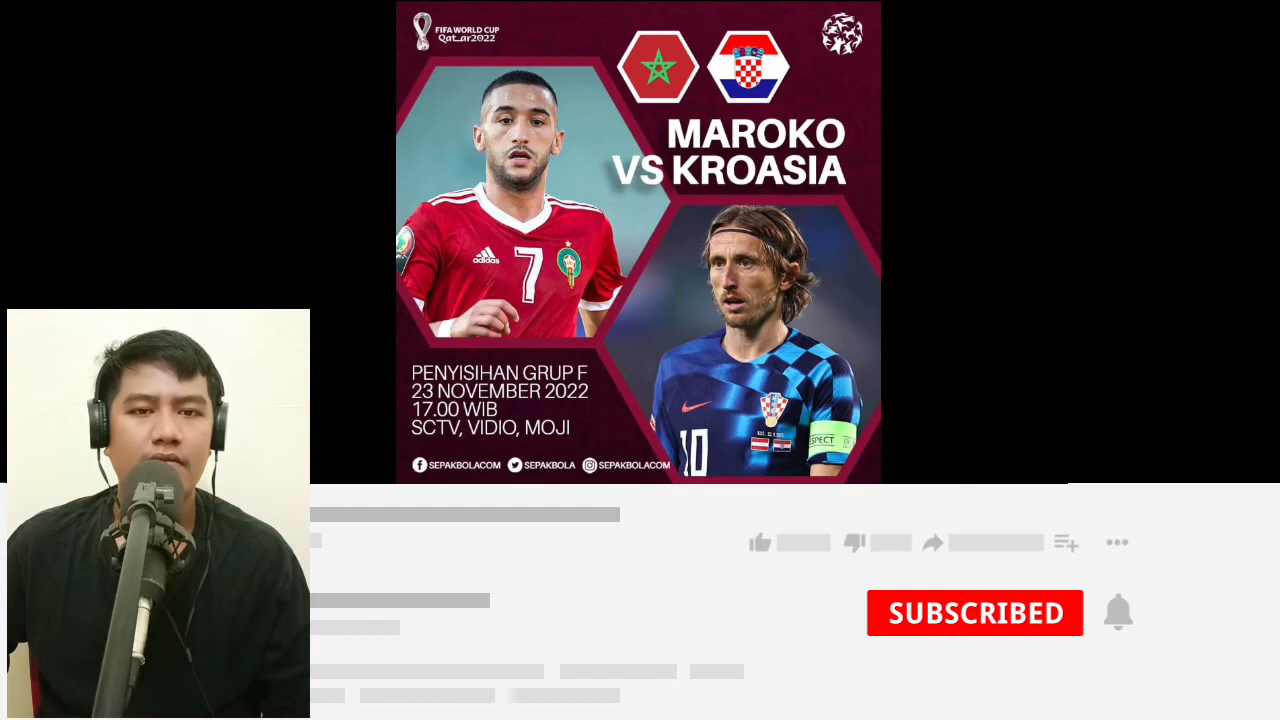 FIFA WORLD CUP
Qatar2022
MAROKO
VS KROASIA
adidas
7
PENYISIHAN GRUP F
23 NOVEMBER 2022
17.00 WIB
SCTV, VIDIO, MOJI
SEPAKBOLACOM SEPAKBOLA SEPAKBOLACOM
10
ESPECT
SUBSCRIBED